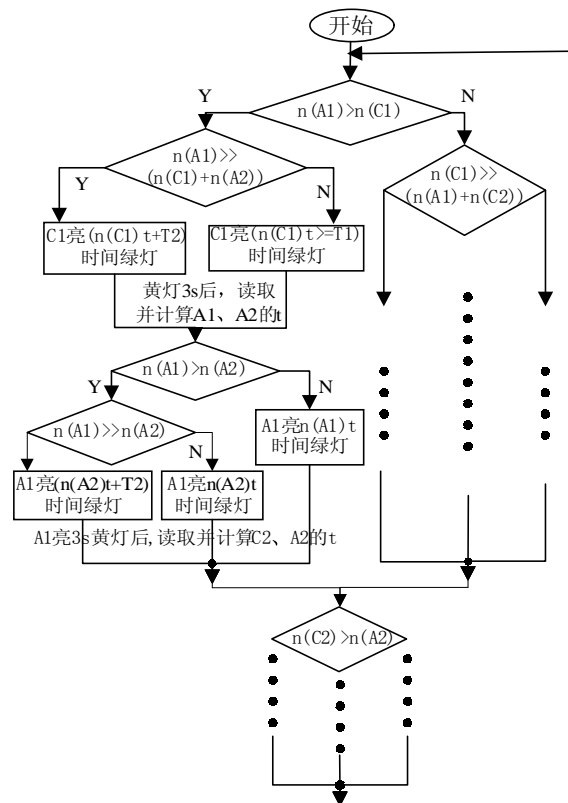 开始
n(A1)>n(C1)
Y
N
n(A1)>>
(n(C1)+n(A2))
n(C1)>>
(n(A1)+n(C2))
Y
N
C1亮(n(C1)t+T2)
时间绿灯
C1亮(n(C1)t>=T1)
时间绿灯
黄灯3s后，读取
并计算A1、A2的t
n(A1)>n(A2)
Y
N
n(A1)>>n(A2)
A1亮n(A1)t
时间绿灯
N
A1亮(n(A2)t+T2)
时间绿灯
A1亮n(A2)t
时间绿灯
A1亮3s黄灯后,读取并计算C2、A2的t
n(C2)>n(A2)